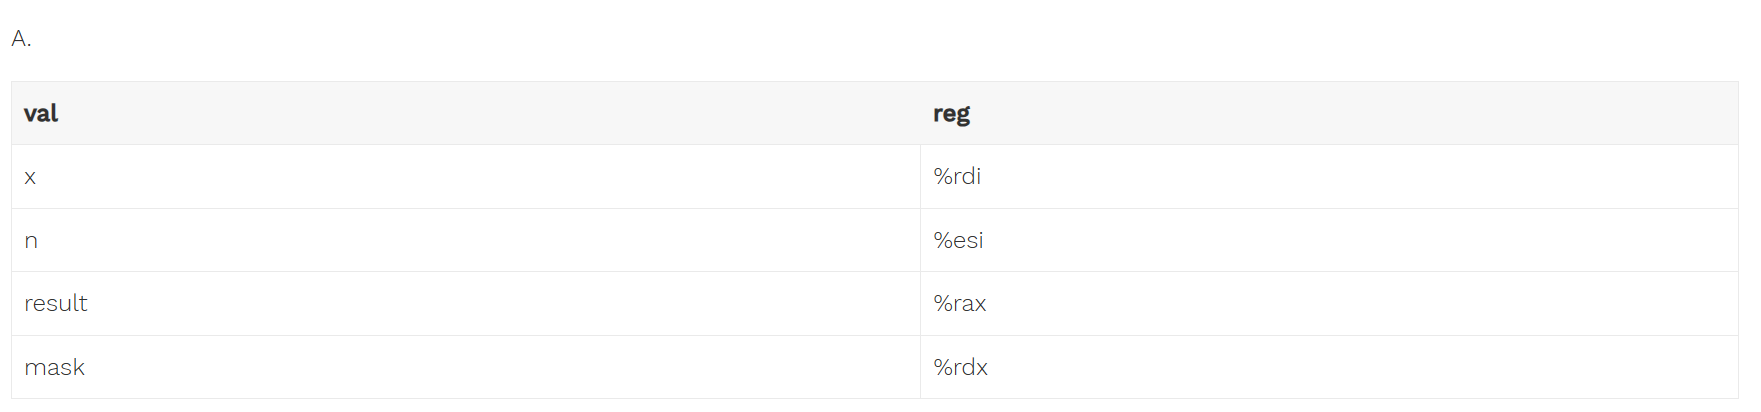 A.
val reg
x %rdi
n %esi
result %rax
mask %rdx